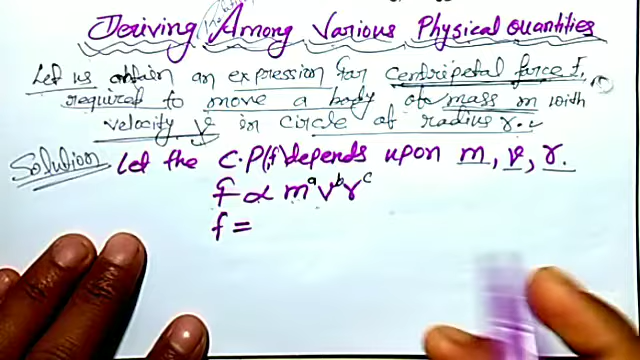 Deriving Among Various Physical Quantities
Let us obtain an expression for centripetal force f,
required to move a body of mass m with
velocity v in circle of radius r.
Solution Let the C.P(f) depends upon m, v, r.
f ∝ m^a v^b r^c
f =